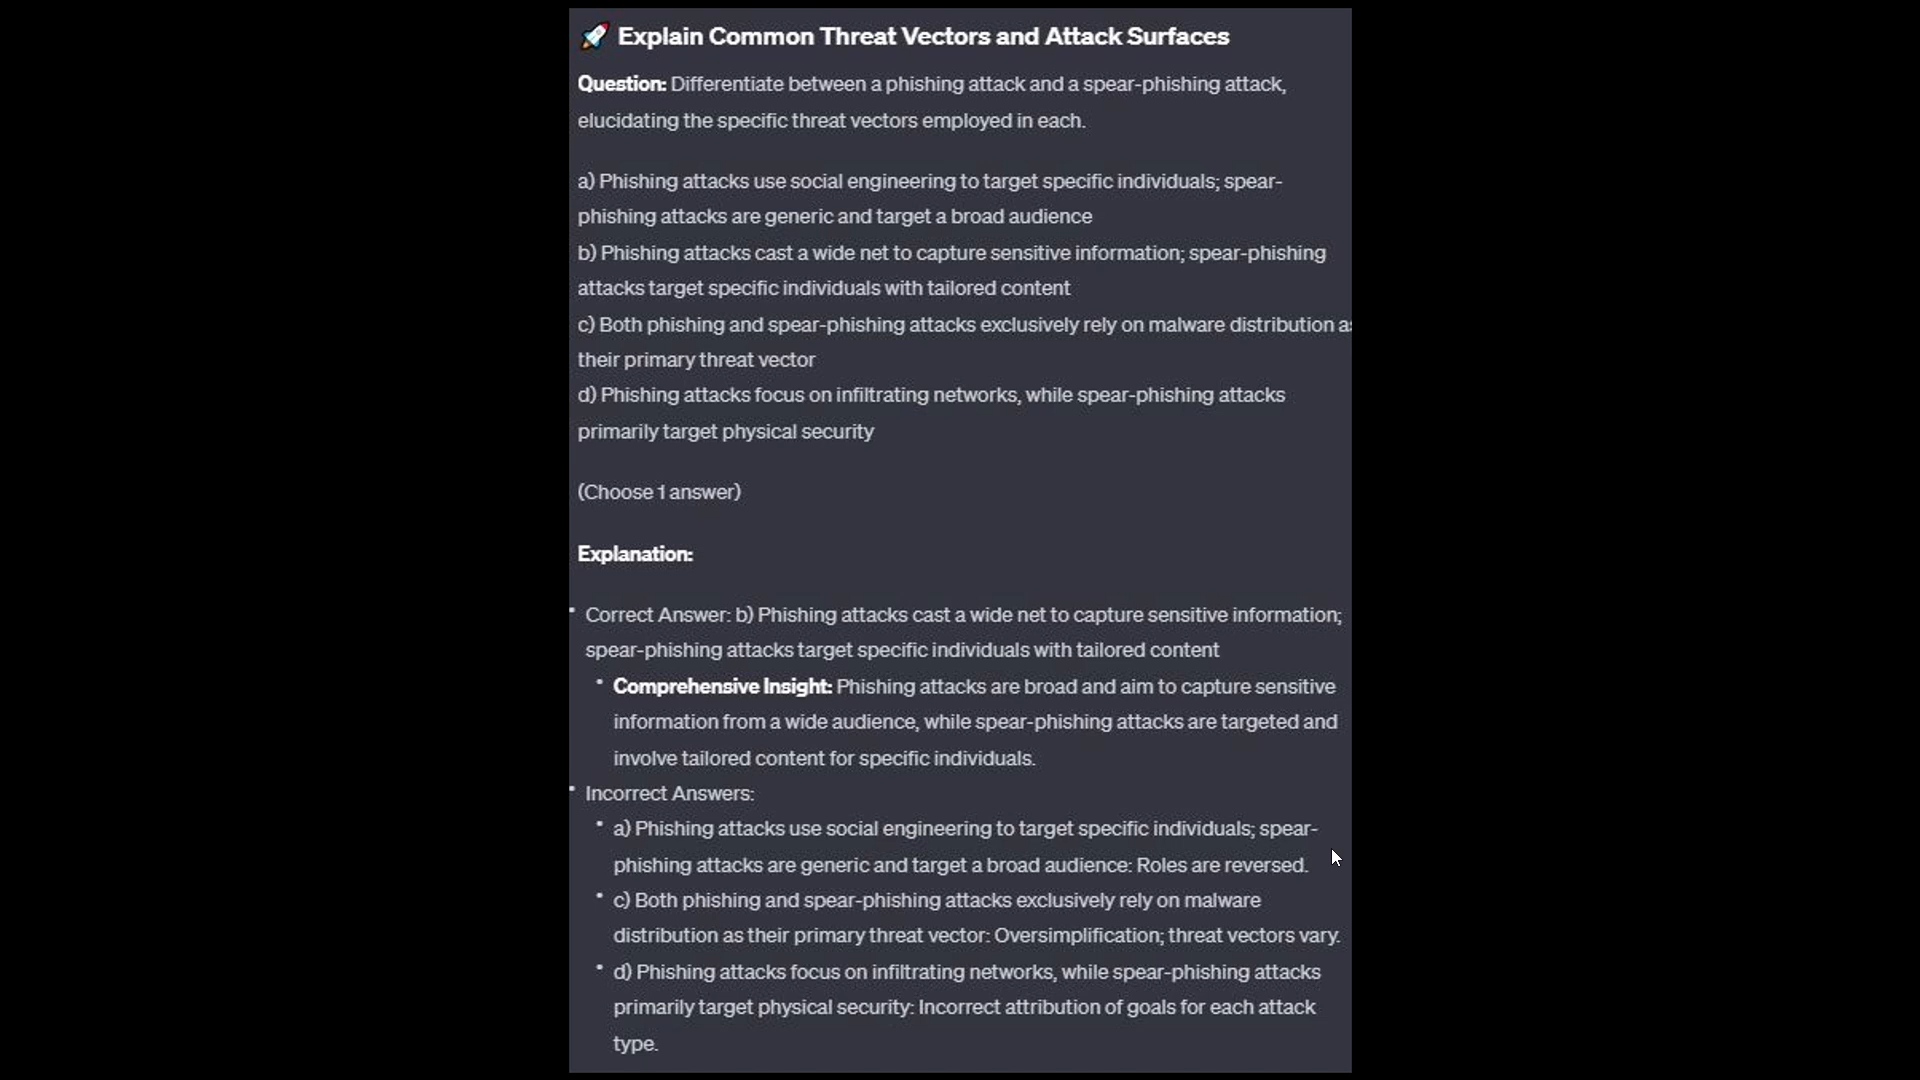 🚀 Explain Common Threat Vectors and Attack Surfaces
Question: Differentiate between a phishing attack and a spear-phishing attack,
elucidating the specific threat vectors employed in each.
a) Phishing attacks use social engineering to target specific individuals; spear-
phishing attacks are generic and target a broad audience
b) Phishing attacks cast a wide net to capture sensitive information; spear-phishing
attacks target specific individuals with tailored content
c) Both phishing and spear-phishing attacks exclusively rely on malware distribution as
their primary threat vector
d) Phishing attacks focus on infiltrating networks, while spear-phishing attacks
primarily target physical security
(Choose 1 answer)
Explanation:
• Correct Answer: b) Phishing attacks cast a wide net to capture sensitive information;
spear-phishing attacks target specific individuals with tailored content
• Comprehensive Insight: Phishing attacks are broad and aim to capture sensitive
information from a wide audience, while spear-phishing attacks are targeted and
involve tailored content for specific individuals.
• Incorrect Answers:
• a) Phishing attacks use social engineering to target specific individuals; spear-
phishing attacks are generic and target a broad audience: Roles are reversed.
• c) Both phishing and spear-phishing attacks exclusively rely on malware
distribution as their primary threat vector: Oversimplification; threat vectors vary.
• d) Phishing attacks focus on infiltrating networks, while spear-phishing attacks
primarily target physical security: Incorrect attribution of goals for each attack
type.